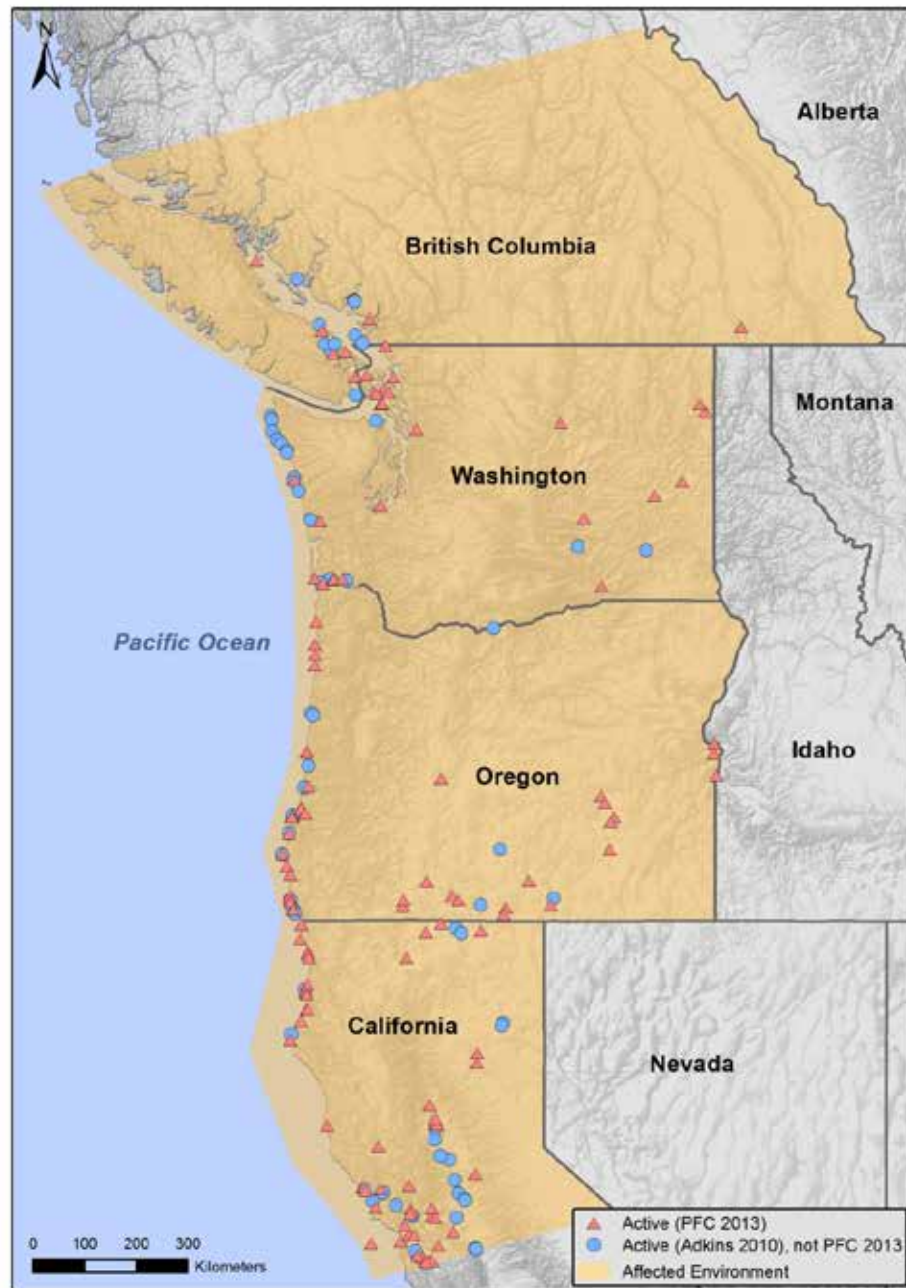 N
Alberta
British Columbia
Montana
Washington
Pacific Ocean
Idaho
Oregon
California
Nevada
Active (PFC 2013)
Active (Adkins 2010), not PFC 2013
Affected Environment
0 100 200 300
Kilometers